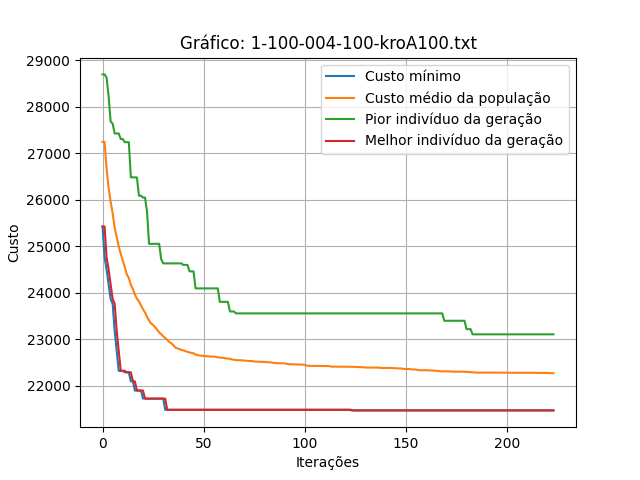 Gráfico: 1-100-004-100-kroA100.txt
29000
28000
27000
26000
25000
24000
23000
22000
Custo
Custo mínimo
Custo médio da população
Pior indivíduo da geração
Melhor indivíduo da geração
0
50
100
150
200
Iterações